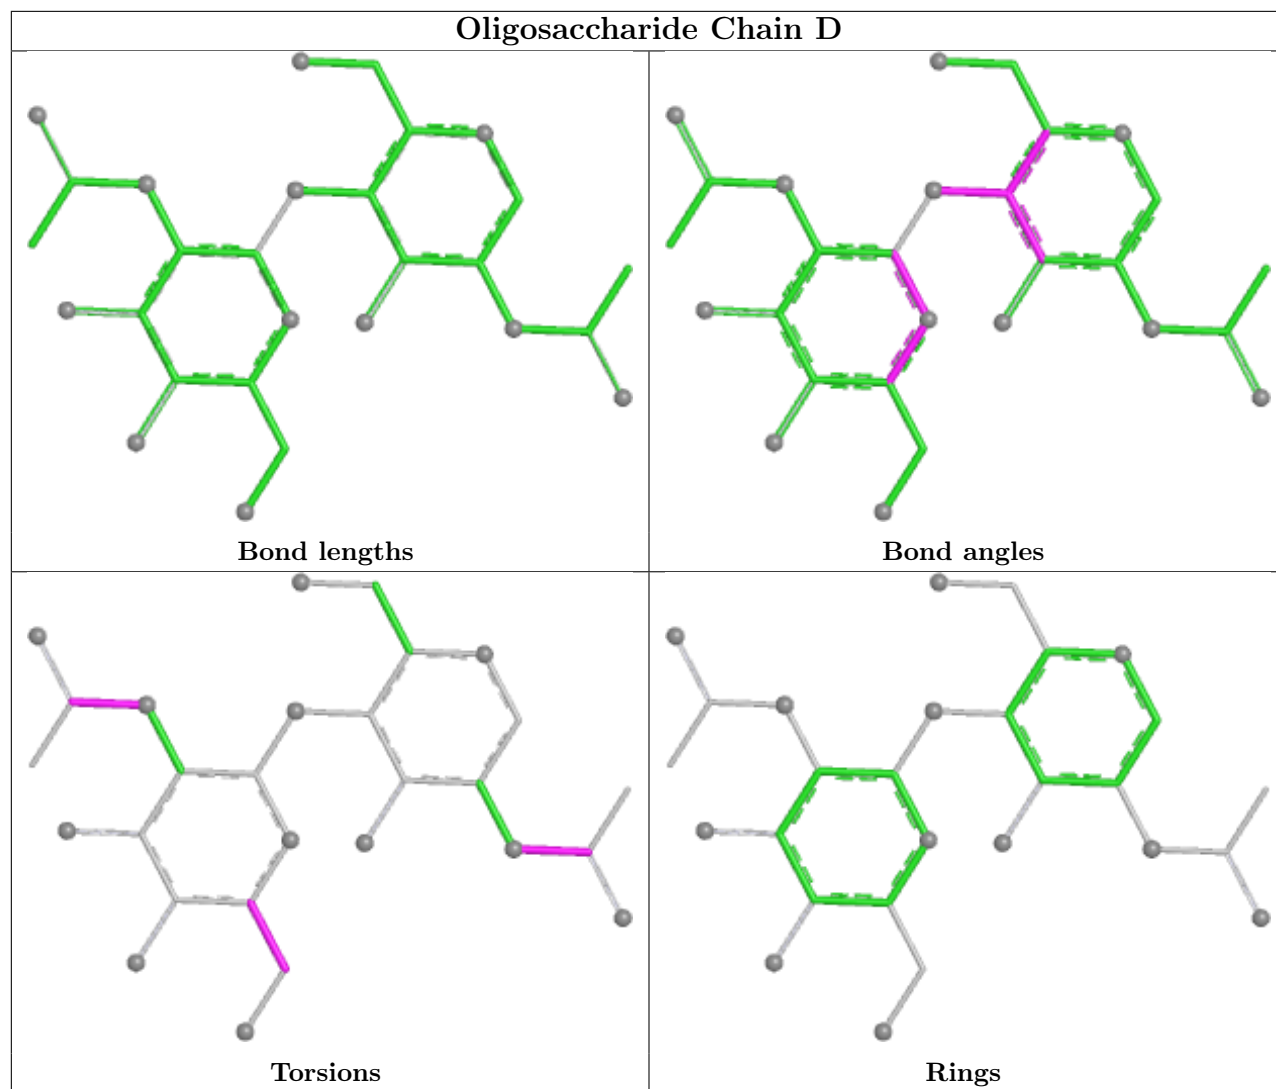 Oligosaccharide Chain D
Bond lengths
Bond angles
Torsions
Rings